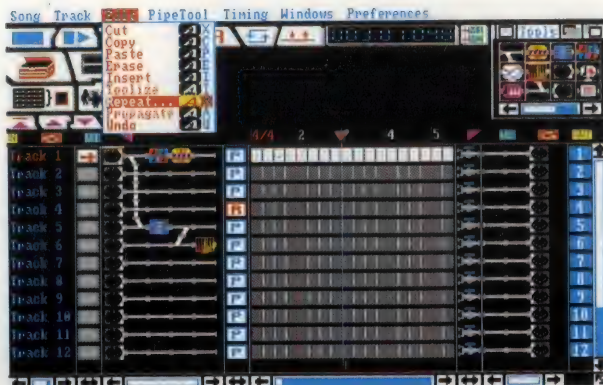 Song Track Edit PipeTool Timing Windows Preferences
Cut X
Copy
Paste
Erase E
Insert I
Toolize T
Repeat...
Propagate
Undo
Tools
4/4 2 4 5
Track 1 P 1
Track 2 P 2
Track 3 P 3
Track 4 R 4
Track 5 P 5
Track 6 P 6
Track 7 P 7
Track 8 P 8
Track 9 P 9
Track 10 P 10
Track 11 P 11
Track 12 P 12